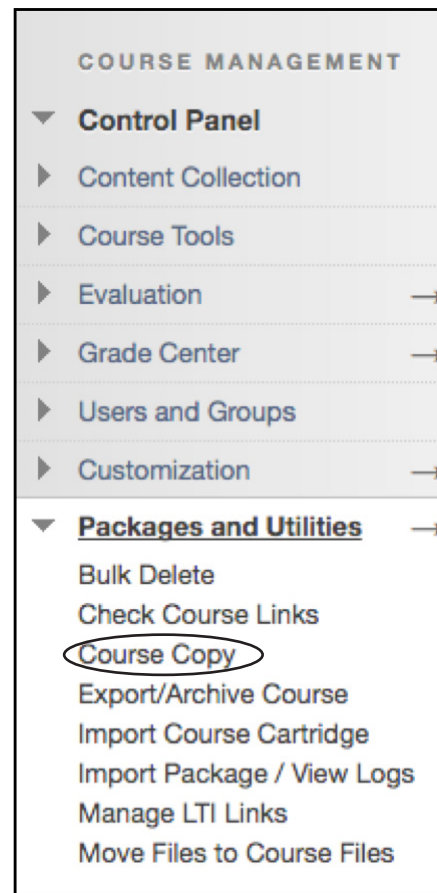 COURSE MANAGEMENT
Control Panel
Content Collection
Course Tools
Evaluation
Grade Center
Users and Groups
Customization
Packages and Utilities
Bulk Delete
Check Course Links
Course Copy
Export/Archive Course
Import Course Cartridge
Import Package / View Logs
Manage LTI Links
Move Files to Course Files